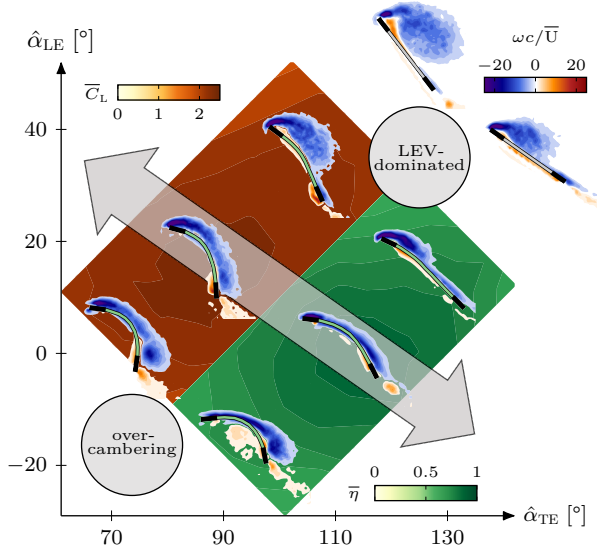 α̂LE [°]
ωc/U̅
−20 0 20
C̅L
0 1 2
LEV-
dominated
40
20
0
−20
over-
cambering
η̅
0 0.5 1
70 90 110 130
α̂TE [°]